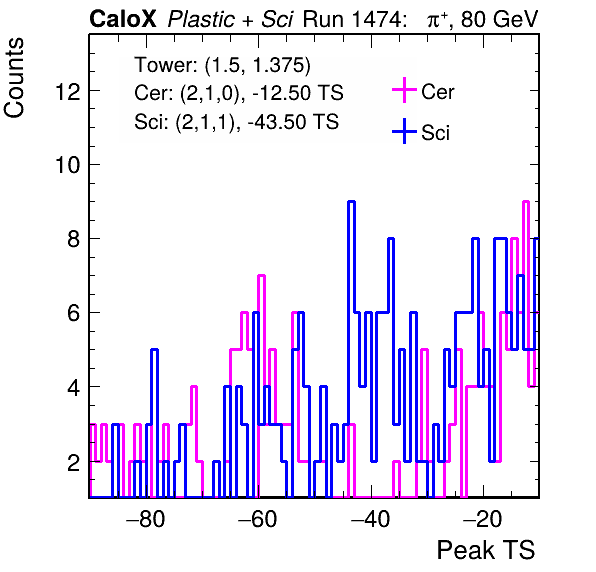 CaloX Plastic + Sci Run 1474: π⁺, 80 GeV
Counts
Tower: (1.5, 1.375)
Cer: (2,1,0), -12.50 TS
Sci: (2,1,1), -43.50 TS
Cer
Sci
12
10
8
6
4
2
−80 −60 −40 −20
Peak TS